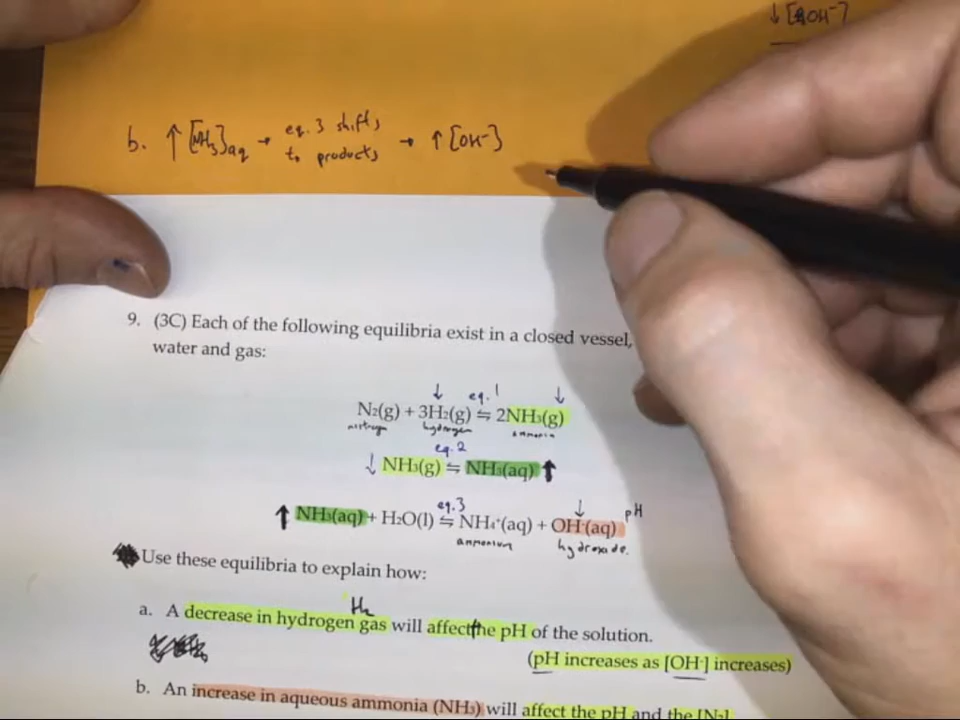 ↓ [OH⁻]
b. ↑ [NH₃]aq → eq. 3 shifts to products → ↑ [OH⁻]
9. (3C) Each of the following equilibria exist in a closed vessel,
water and gas:
↓ eq. 1 ↓
N₂(g) + 3H₂(g) ⇋ 2NH₃(g)
nitrogen hydrogen ammonia
eq. 2
↓ NH₃(g) ⇋ NH₃(aq) ↑
eq. 3 ↓ pH
↑ NH₃(aq) + H₂O(l) ⇋ NH₄⁺(aq) + OH⁻(aq)
ammonium hydroxide
Use these equilibria to explain how:
H₂
a. A decrease in hydrogen gas will affect the pH of the solution.
(pH increases as [OH⁻] increases)
b. An increase in aqueous ammonia (NH₃) will affect the pH and the [N₂].